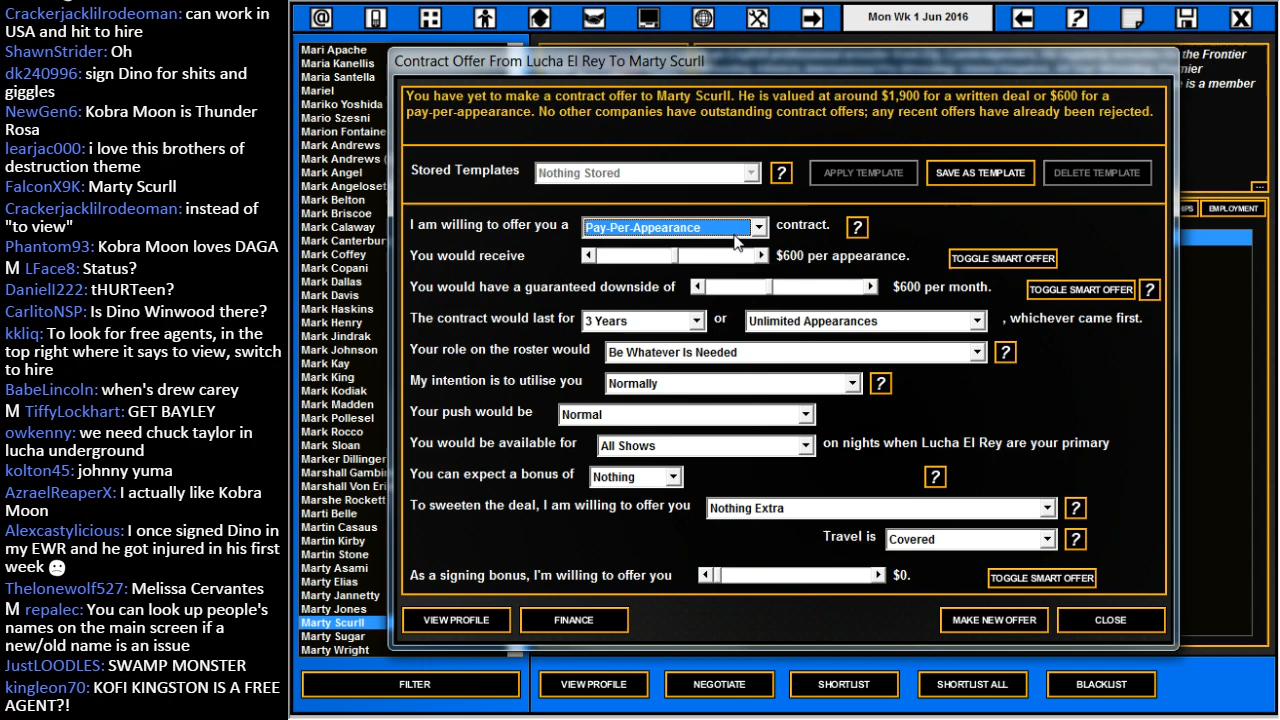 Crackerjacklilrodeoman: can work in
USA and hit to hire
ShawnStrider: Oh
dk240996: sign Dino for shits and
giggles
NewGen6: Kobra Moon is Thunder
Rosa
learjac000: i love this brothers of
destruction theme
FalconX9K: Marty Scurll
Crackerjacklilrodeoman: instead of
"to view"
Phantom93: Kobra Moon loves DAGA
M LFace8: Status?
Daniell222: tHURTeen?
CarlitoNSP: Is Dino Winwood there?
kkliq: To look for free agents, in the
top right where it says to view, switch
to hire
BabeLincoln: when's drew carey
M TiffyLockhart: GET BAYLEY
owkenny: we need chuck taylor in
lucha underground
kolton45: johnny yuma
AzraelReaperX: I actually like Kobra
Moon
Alexcastylicious: I once signed Dino in
my EWR and he got injured in his first
week
Thelonewolf527: Melissa Cervantes
M repalec: You can look up people's
names on the main screen if a
new/old name is an issue
JustLOODLES: SWAMP MONSTER
kingleon70: KOFI KINGSTON IS A FREE
AGENT?!
Mon Wk 1 Jun 2016
Mari Apache
Maria Kanellis
Maria Santella
Mariel
Mariko Yoshida
Mario Szesni
Marion Fontaine
Mark Andrews
Mark Andrews (
Mark Angel
Mark Angeloset
Mark Belton
Mark Briscoe
Mark Calaway
Mark Canterbur
Mark Coffey
Mark Copani
Mark Dallas
Mark Davis
Mark Haskins
Mark Henry
Mark Jindrak
Mark Johnson
Mark Kay
Mark King
Mark Kodiak
Mark Madden
Mark Pollesel
Mark Rocco
Mark Sloan
Marker Dillinger
Marshall Gambi
Marshall Von Eri
Marshe Rockett
Marti Belle
Martin Casaus
Martin Kirby
Martin Stone
Marty Asami
Marty Elias
Marty Jannetty
Marty Jones
Marty Scurll
Marty Sugar
Marty Wright
FILTER
the Frontier
mier
e is a member
...
IPS
EMPLOYMENT
Contract Offer From Lucha El Rey To Marty Scurll
You have yet to make a contract offer to Marty Scurll. He is valued at around $1,900 for a written deal or $600 for a
pay-per-appearance. No other companies have outstanding contract offers; any recent offers have already been rejected.
Stored Templates Nothing Stored ? APPLY TEMPLATE SAVE AS TEMPLATE DELETE TEMPLATE
I am willing to offer you a Pay-Per-Appearance contract. ?
You would receive $600 per appearance. TOGGLE SMART OFFER
You would have a guaranteed downside of $600 per month. TOGGLE SMART OFFER ?
The contract would last for 3 Years or Unlimited Appearances , whichever came first.
Your role on the roster would Be Whatever Is Needed ?
My intention is to utilise you Normally ?
Your push would be Normal
You would be available for All Shows on nights when Lucha El Rey are your primary
You can expect a bonus of Nothing ?
To sweeten the deal, I am willing to offer you Nothing Extra ?
Travel is Covered ?
As a signing bonus, I'm willing to offer you $0. TOGGLE SMART OFFER
VIEW PROFILE FINANCE MAKE NEW OFFER CLOSE
VIEW PROFILE NEGOTIATE SHORTLIST SHORTLIST ALL BLACKLIST